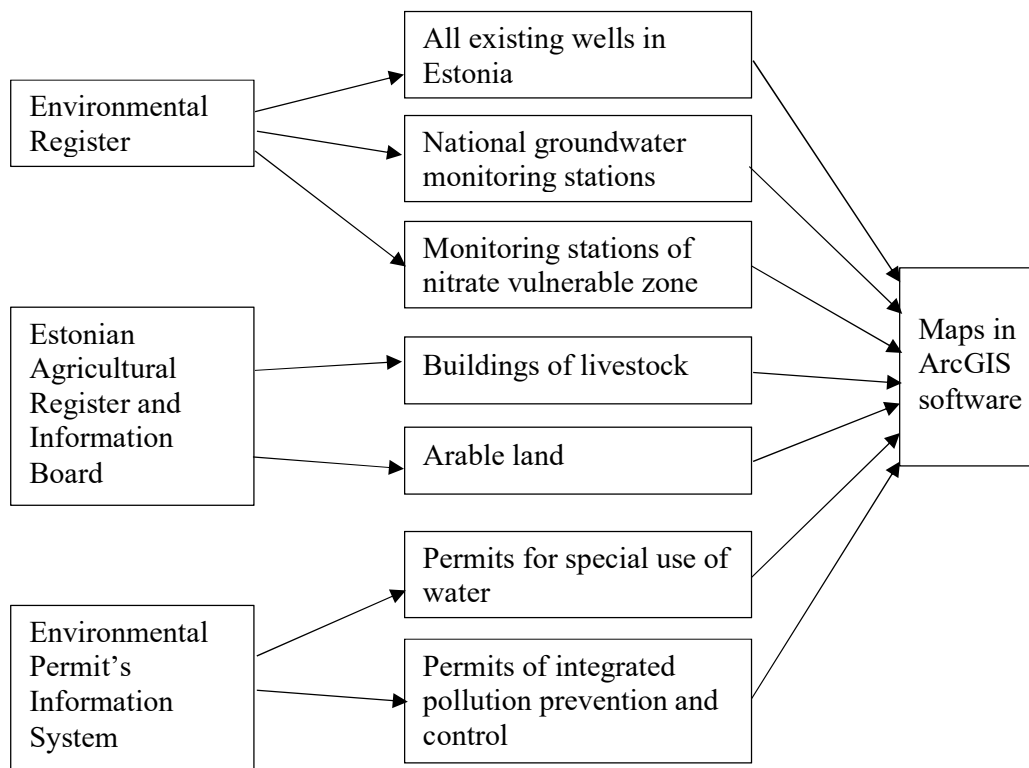 All existing wells in
Estonia
Environmental
Register
National groundwater
monitoring stations
Monitoring stations of
nitrate vulnerable zone
Maps in
ArcGIS
software
Estonian
Agricultural
Register and
Information
Board
Buildings of livestock
Arable land
Permits for special use of
water
Environmental
Permit's
Information
System
Permits of integrated
pollution prevention and
control